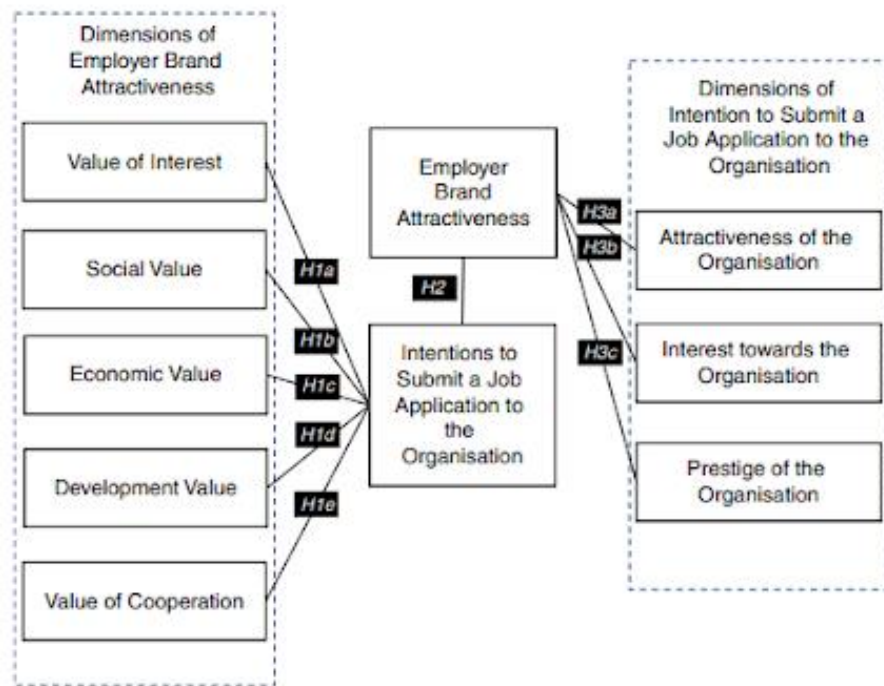 Dimensions of
Employer Brand
Attractiveness
Value of Interest
Social Value
Economic Value
Development Value
Value of Cooperation
H1a
H1b
H1c
H1d
H1e
Employer
Brand
Attractiveness
H2
Intentions to
Submit a Job
Application to
the
Organisation
H3a
H3b
H3c
Dimensions of
Intention to Submit a
Job Application to the
Organisation
Attractiveness of the
Organisation
Interest towards the
Organisation
Prestige of the
Organisation